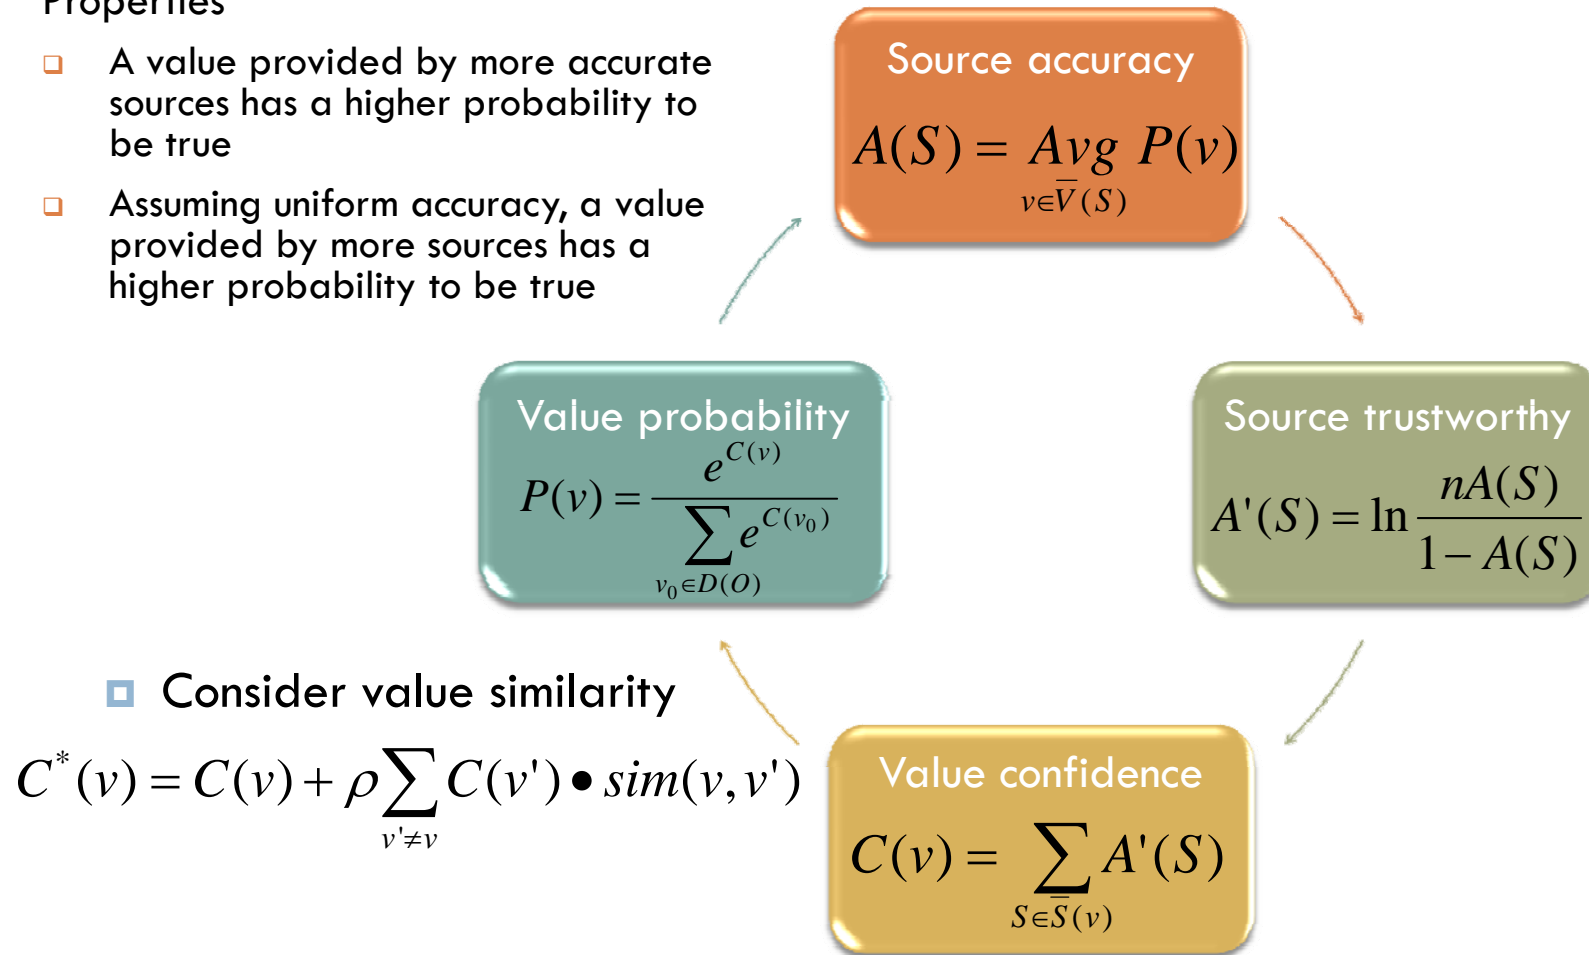 Properties
❑ A value provided by more accurate
sources has a higher probability to
be true
❑ Assuming uniform accuracy, a value
provided by more sources has a
higher probability to be true
Source accuracy
A(S) = Avg P(v)
v∈V̅(S)
Value probability
P(v) = e^{C(v)} / ∑ e^{C(v₀)}
v₀∈D(O)
Source trustworthy
A'(S) = ln nA(S) / 1 − A(S)
Consider value similarity
C*(v) = C(v) + ρ∑ C(v') • sim(v, v')
v'≠v
Value confidence
C(v) = ∑ A'(S)
S∈S̅(v)